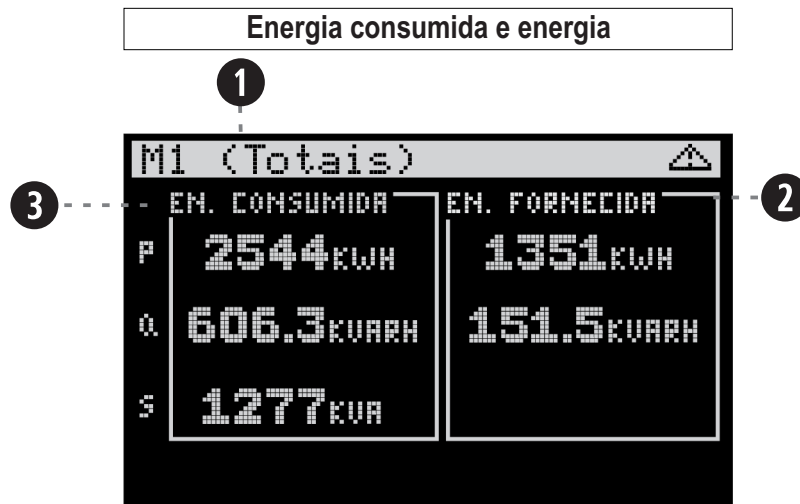 Energia consumida e energia
1
M1 (Totais)
3
EN. CONSUMIDA EN. FORNECIDA
2
P 2544KWH 1351KWH
Q 606.3KVARH 151.5KVARH
S 1277KVA